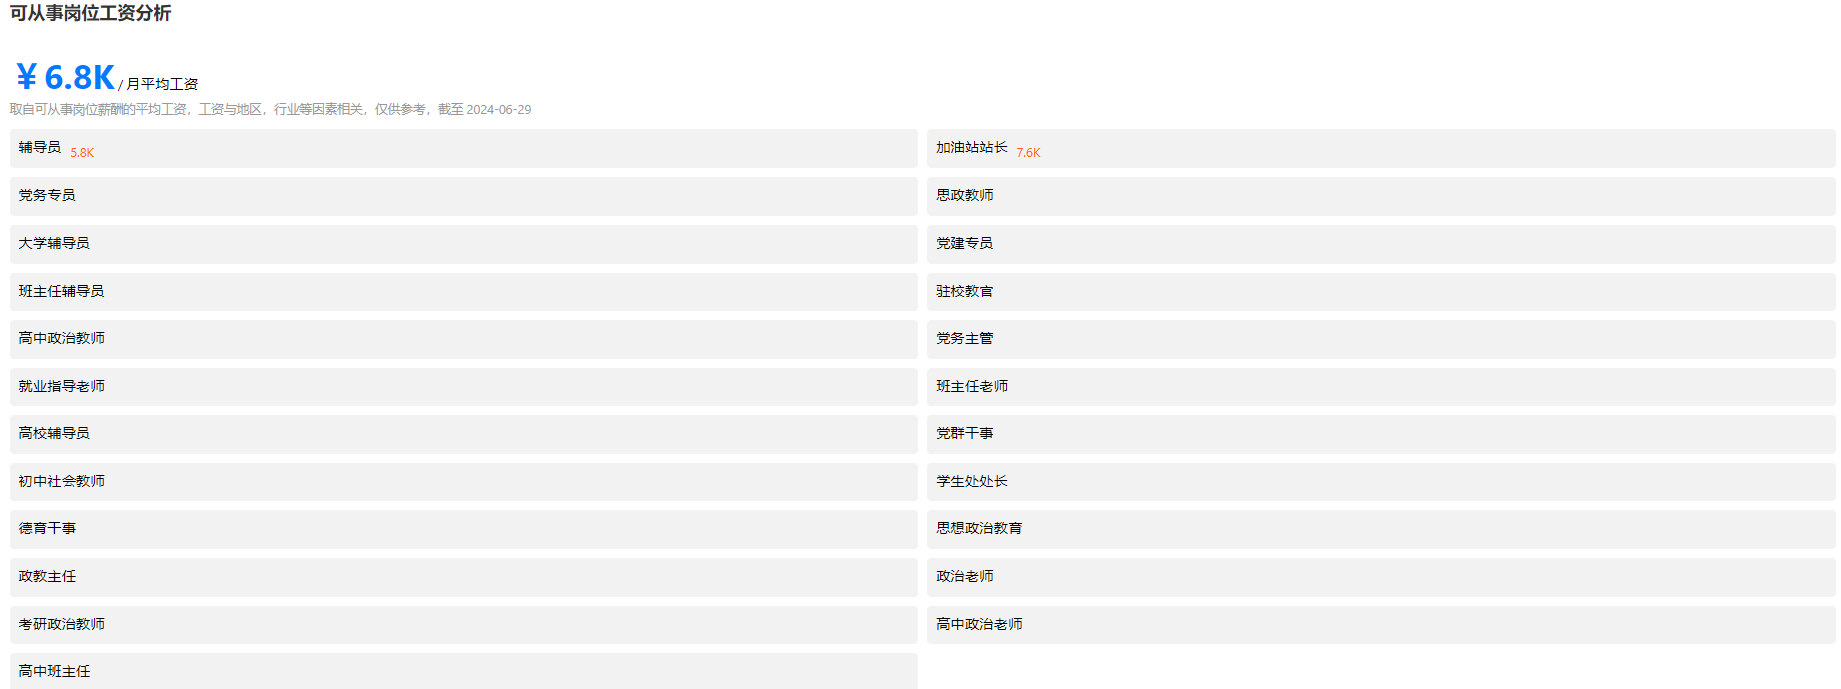 可从事岗位工资分析
￥6.8K / 月平均工资
取自可从事岗位薪酬的平均工资，工资与地区，行业等因素相关，仅供参考，截至 2024-06-29
辅导员 5.8K
加油站站长 7.6K
党务专员
思政教师
大学辅导员
党建专员
班主任辅导员
驻校教官
高中政治教师
党务主管
就业指导老师
班主任老师
高校辅导员
党群干事
初中社会教师
学生处处长
德育干事
思想政治教育
政教主任
政治老师
考研政治教师
高中政治老师
高中班主任